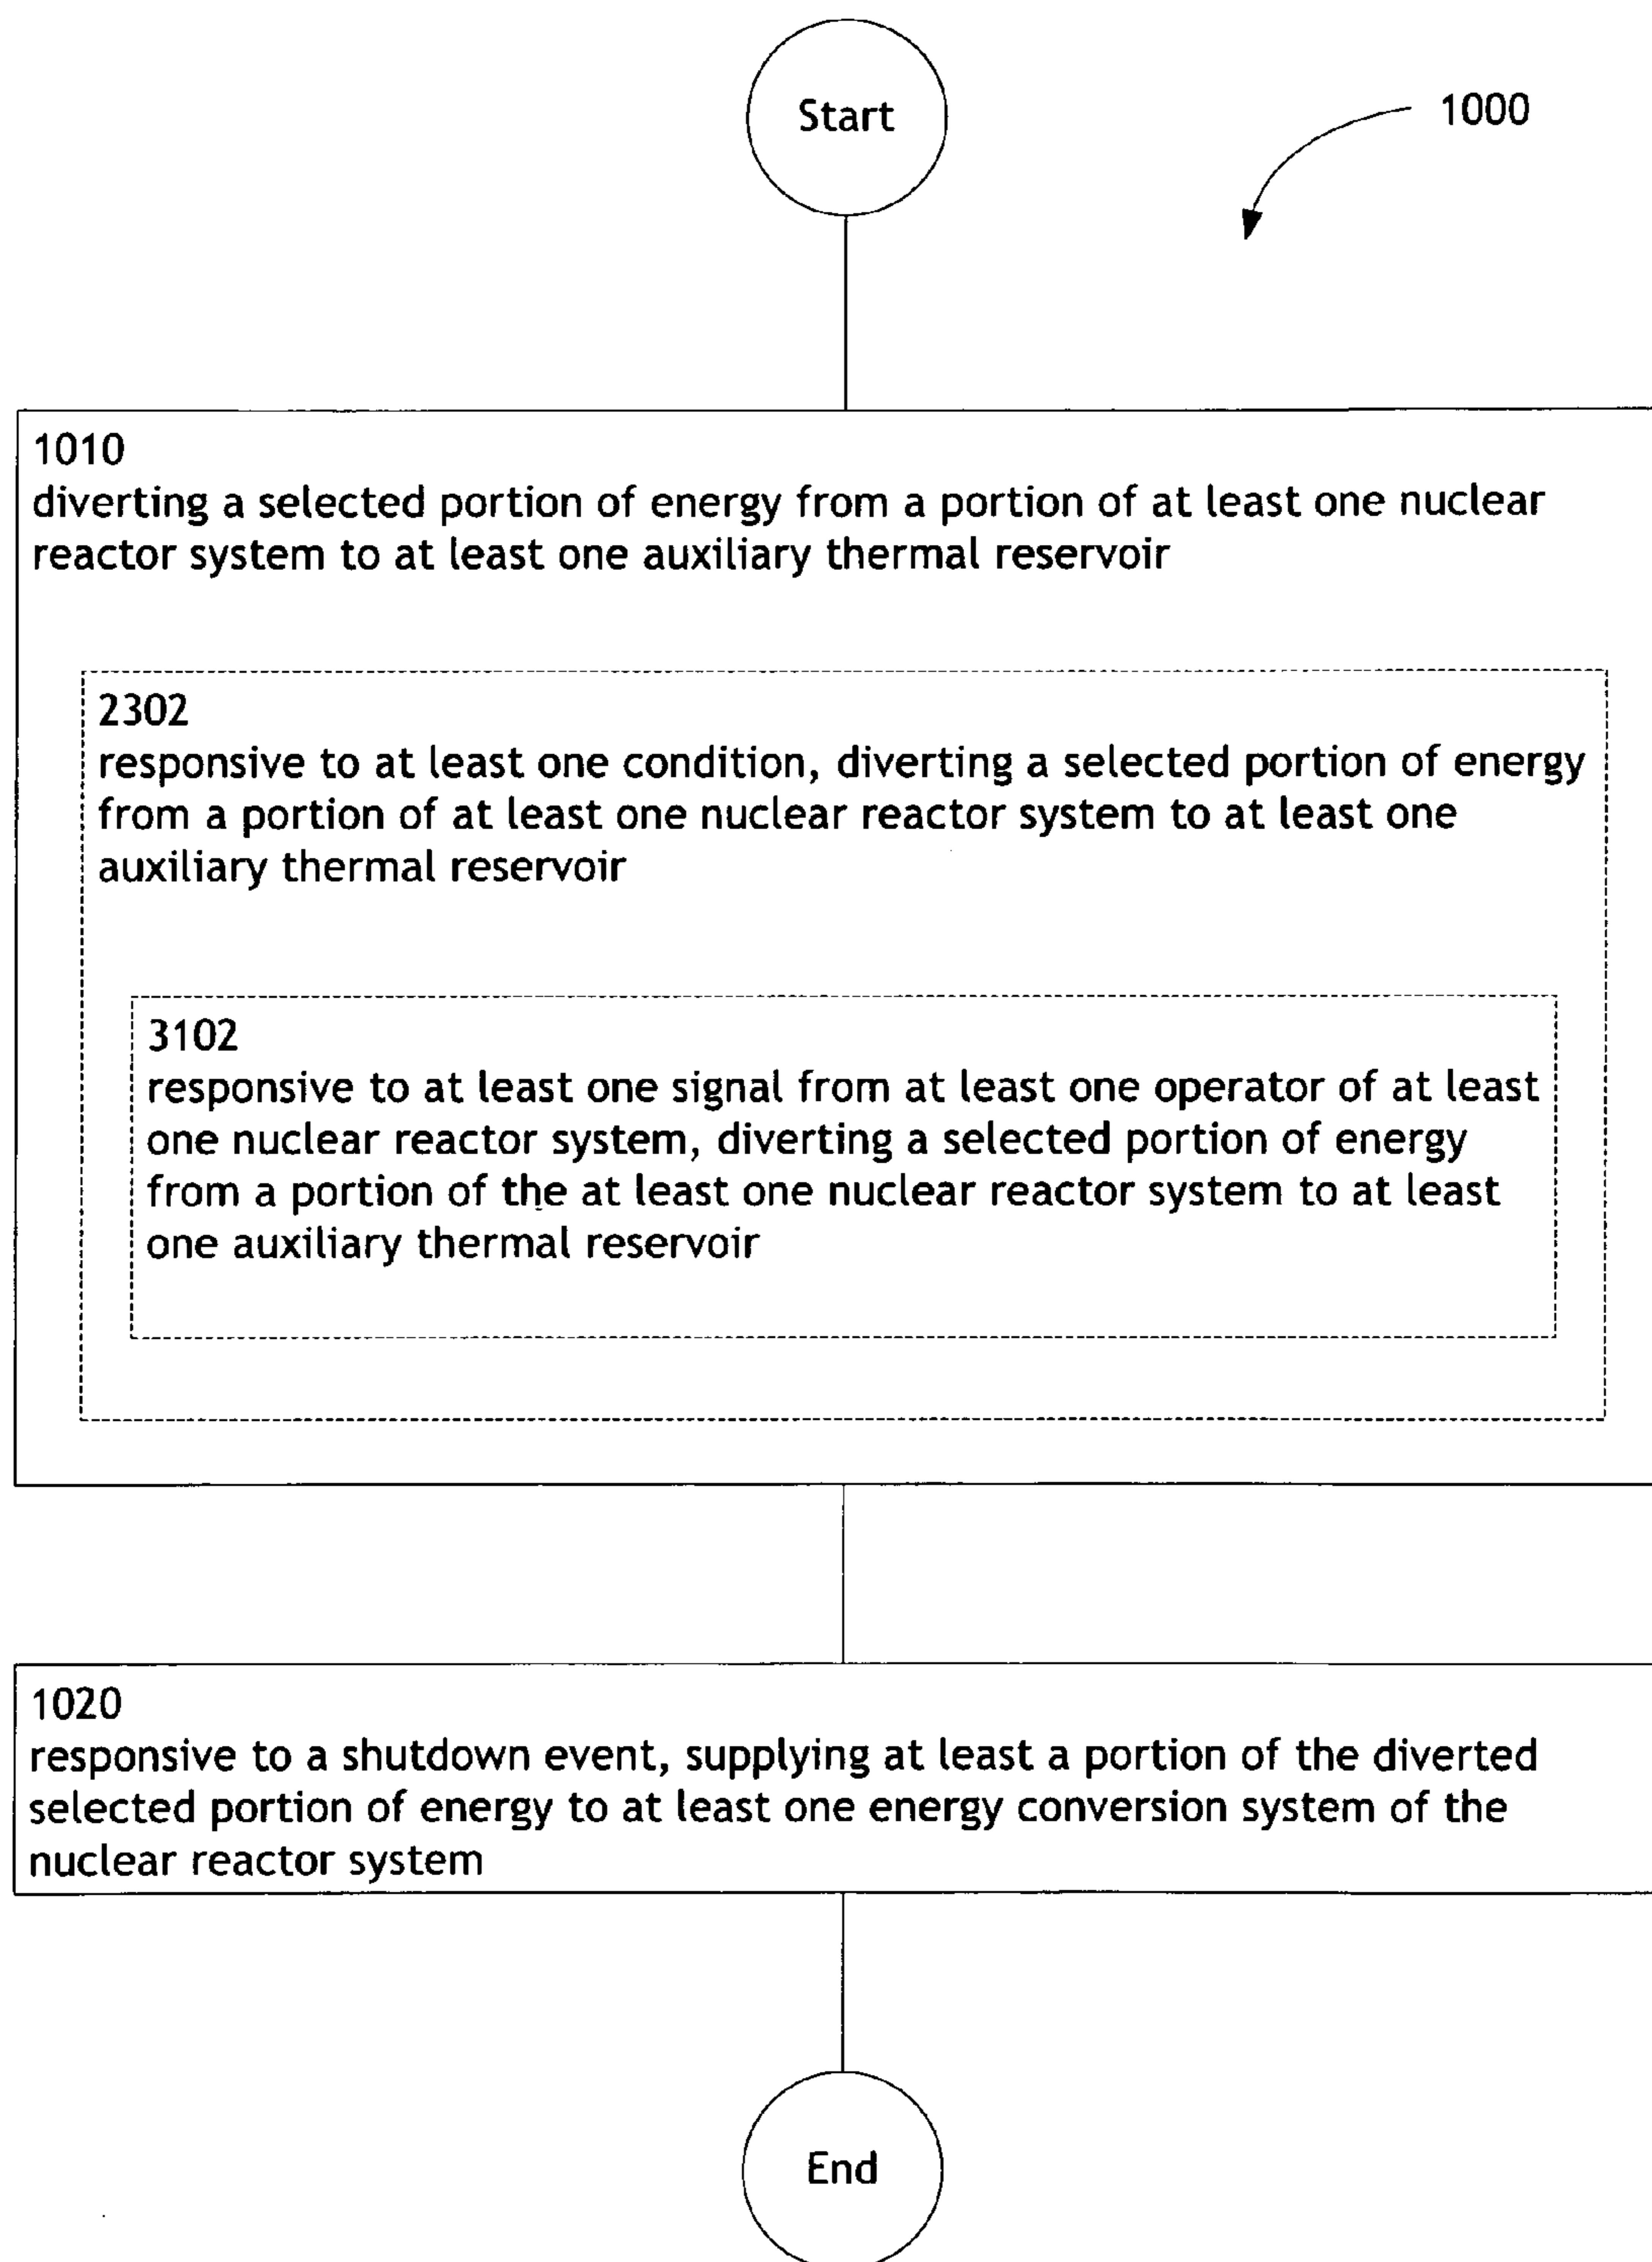 Start
1000
1010
diverting a selected portion of energy from a portion of at least one nuclear
reactor system to at least one auxiliary thermal reservoir
2302
responsive to at least one condition, diverting a selected portion of energy
from a portion of at least one nuclear reactor system to at least one
auxiliary thermal reservoir
3102
responsive to at least one signal from at least one operator of at least
one nuclear reactor system, diverting a selected portion of energy
from a portion of the at least one nuclear reactor system to at least
one auxiliary thermal reservoir
1020
responsive to a shutdown event, supplying at least a portion of the diverted
selected portion of energy to at least one energy conversion system of the
nuclear reactor system
End